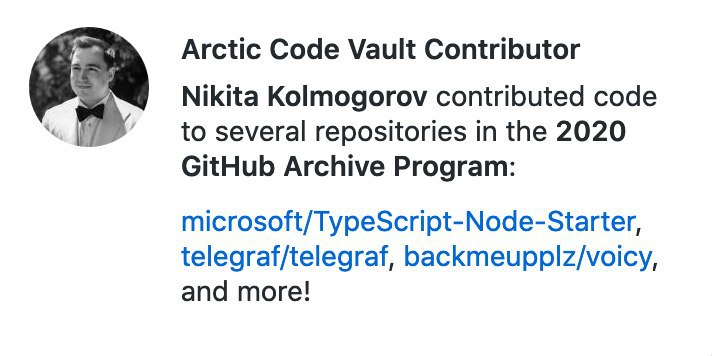 Arctic Code Vault Contributor
Nikita Kolmogorov contributed code
to several repositories in the 2020
GitHub Archive Program:
microsoft/TypeScript-Node-Starter,
telegraf/telegraf, backmeupplz/voicy,
and more!